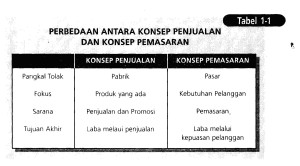 Tabel 1-1
PERBEDAAN ANTARA KONSEP PENJUALAN
DAN KONSEP PEMASARAN
KONSEP PENJUALAN KONSEP PEMASARAN
Pangkal Tolak Pabrik Pasar
Fokus Produk yang ada Kebutuhan Pelanggan
Sarana Penjualan dan Promosi Pemasaran
Tujuan Akhir Laba melaui penjualan Laba melalui
kepuasan pelanggan